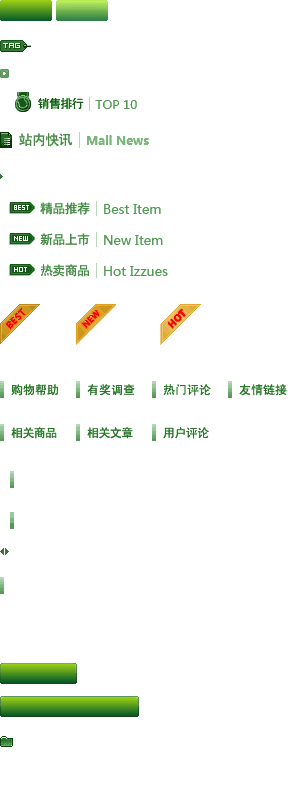 TAG
销售排行 TOP 10
站内快讯 Mall News
BEST 精品推荐 Best Item
NEW 新品上市 New Item
HOT 热卖商品 Hot Izzues
BEST NEW HOT
购物帮助 有奖调查 热门评论 友情链接
相关商品 相关文章 用户评论